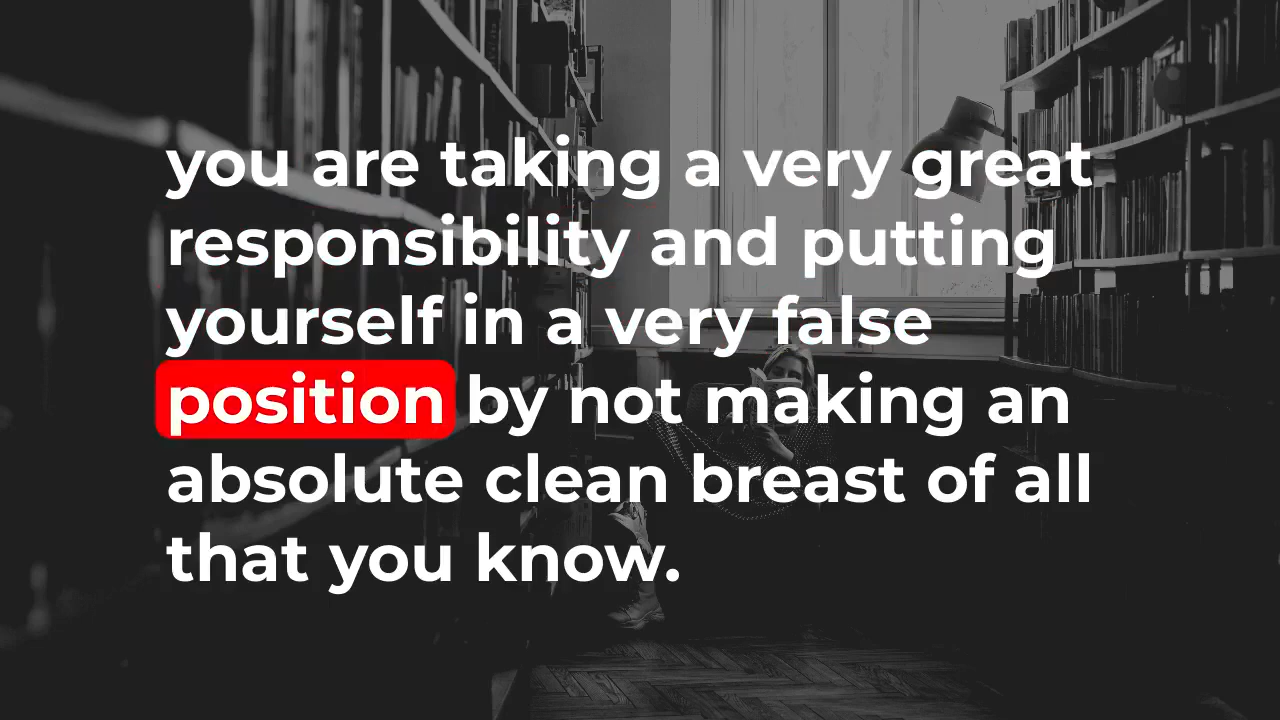 you are taking a very great
responsibility and putting
yourself in a very false
position by not making an
absolute clean breast of all
that you know.